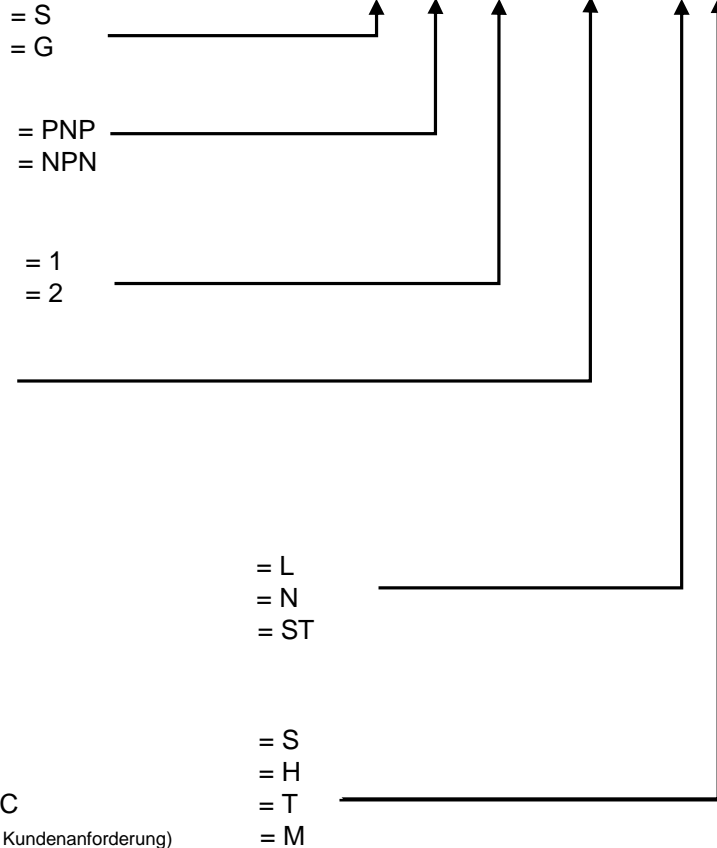 = S
= G
= PNP
= NPN
= 1
= 2
= L
= N
= ST
= S
= H
C = T
Kundenanforderung) = M